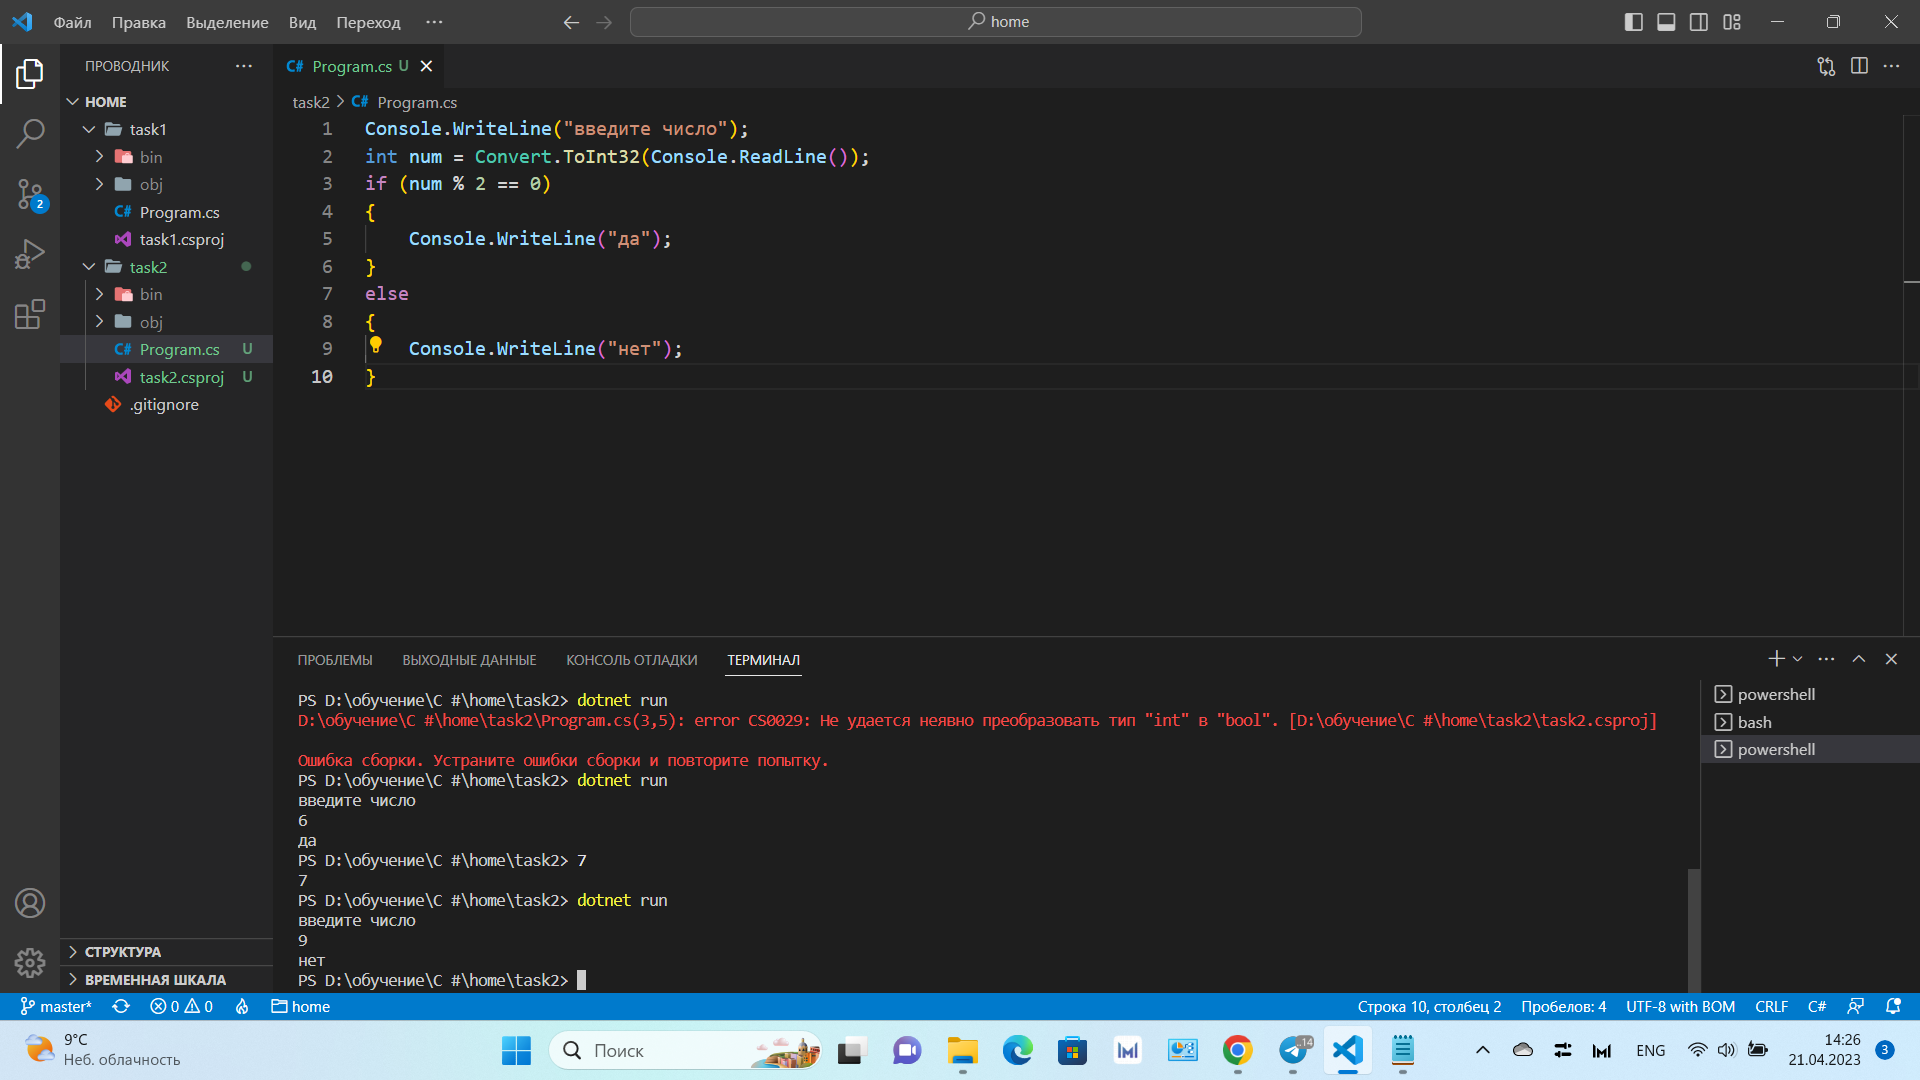 Файл Правка Выделение Вид Переход ··· home
ПРОВОДНИК ···
HOME
task1
bin
obj
C# Program.cs
task1.csproj
task2
bin
obj
C# Program.cs U
task2.csproj U
.gitignore
СТРУКТУРА
ВРЕМЕННАЯ ШКАЛА
2
C# Program.cs U
task2 > C# Program.cs
1 Console.WriteLine("введите число");
2 int num = Convert.ToInt32(Console.ReadLine());
3 if (num % 2 == 0)
4 {
5 Console.WriteLine("да");
6 }
7 else
8 {
9 Console.WriteLine("нет");
10 }
ПРОБЛЕМЫ ВЫХОДНЫЕ ДАННЫЕ КОНСОЛЬ ОТЛАДКИ ТЕРМИНАЛ
PS D:\обучение\C #\home\task2> dotnet run
D:\обучение\C #\home\task2\Program.cs(3,5): error CS0029: Не удается неявно преобразовать тип "int" в "bool". [D:\обучение\C #\home\task2\task2.csproj]
Ошибка сборки. Устраните ошибки сборки и повторите попытку.
PS D:\обучение\C #\home\task2> dotnet run
введите число
6
да
PS D:\обучение\C #\home\task2> 7
7
PS D:\обучение\C #\home\task2> dotnet run
введите число
9
нет
PS D:\обучение\C #\home\task2>
powershell
bash
powershell
master* 0 0 home Строка 10, столбец 2 Пробелов: 4 UTF-8 with BOM CRLF C#
9°C
Неб. облачность
Поиск
14
ENG
14:26
21.04.2023
3